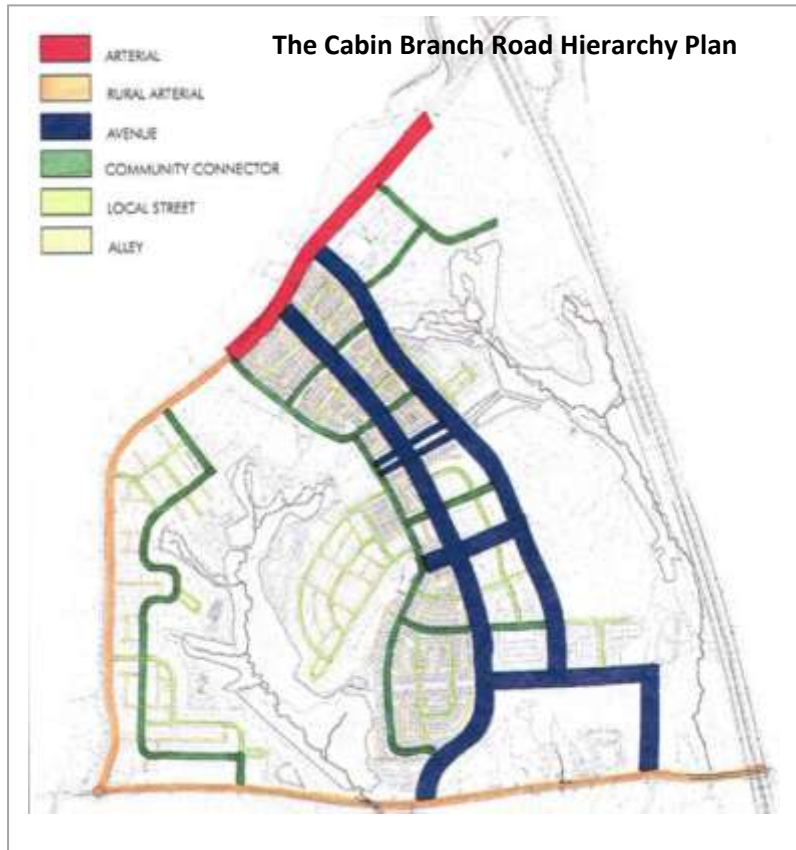 The Cabin Branch Road Hierarchy Plan
ARTERIAL
RURAL ARTERIAL
AVENUE
COMMUNITY CONNECTOR
LOCAL STREET
ALLEY